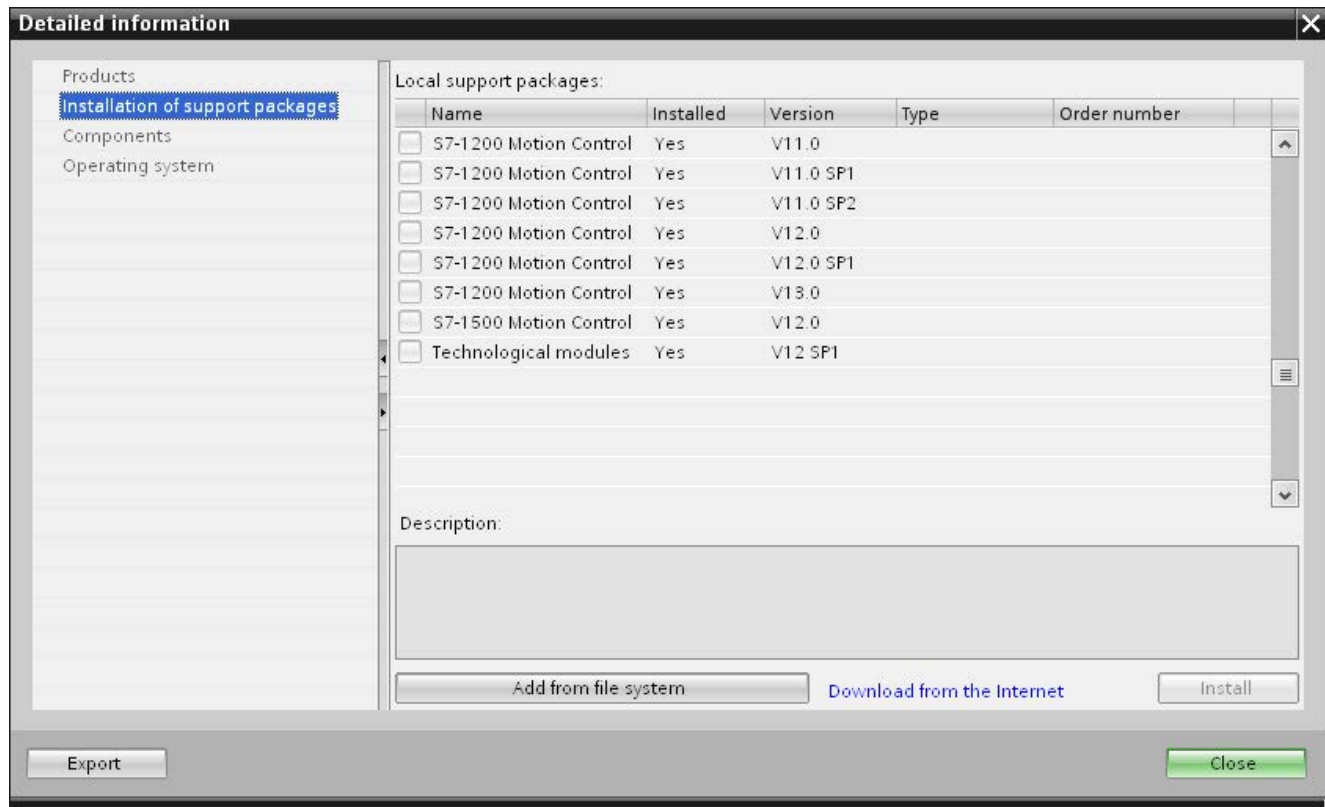 Detailed information
Products
Installation of support packages
Components
Operating system
Local support packages:
Name Installed Version Type Order number
S7-1200 Motion Control Yes V11.0
S7-1200 Motion Control Yes V11.0 SP1
S7-1200 Motion Control Yes V11.0 SP2
S7-1200 Motion Control Yes V12.0
S7-1200 Motion Control Yes V12.0 SP1
S7-1200 Motion Control Yes V13.0
S7-1500 Motion Control Yes V12.0
Technological modules Yes V12 SP1
Description:
Add from file system Download from the Internet Install
Export Close